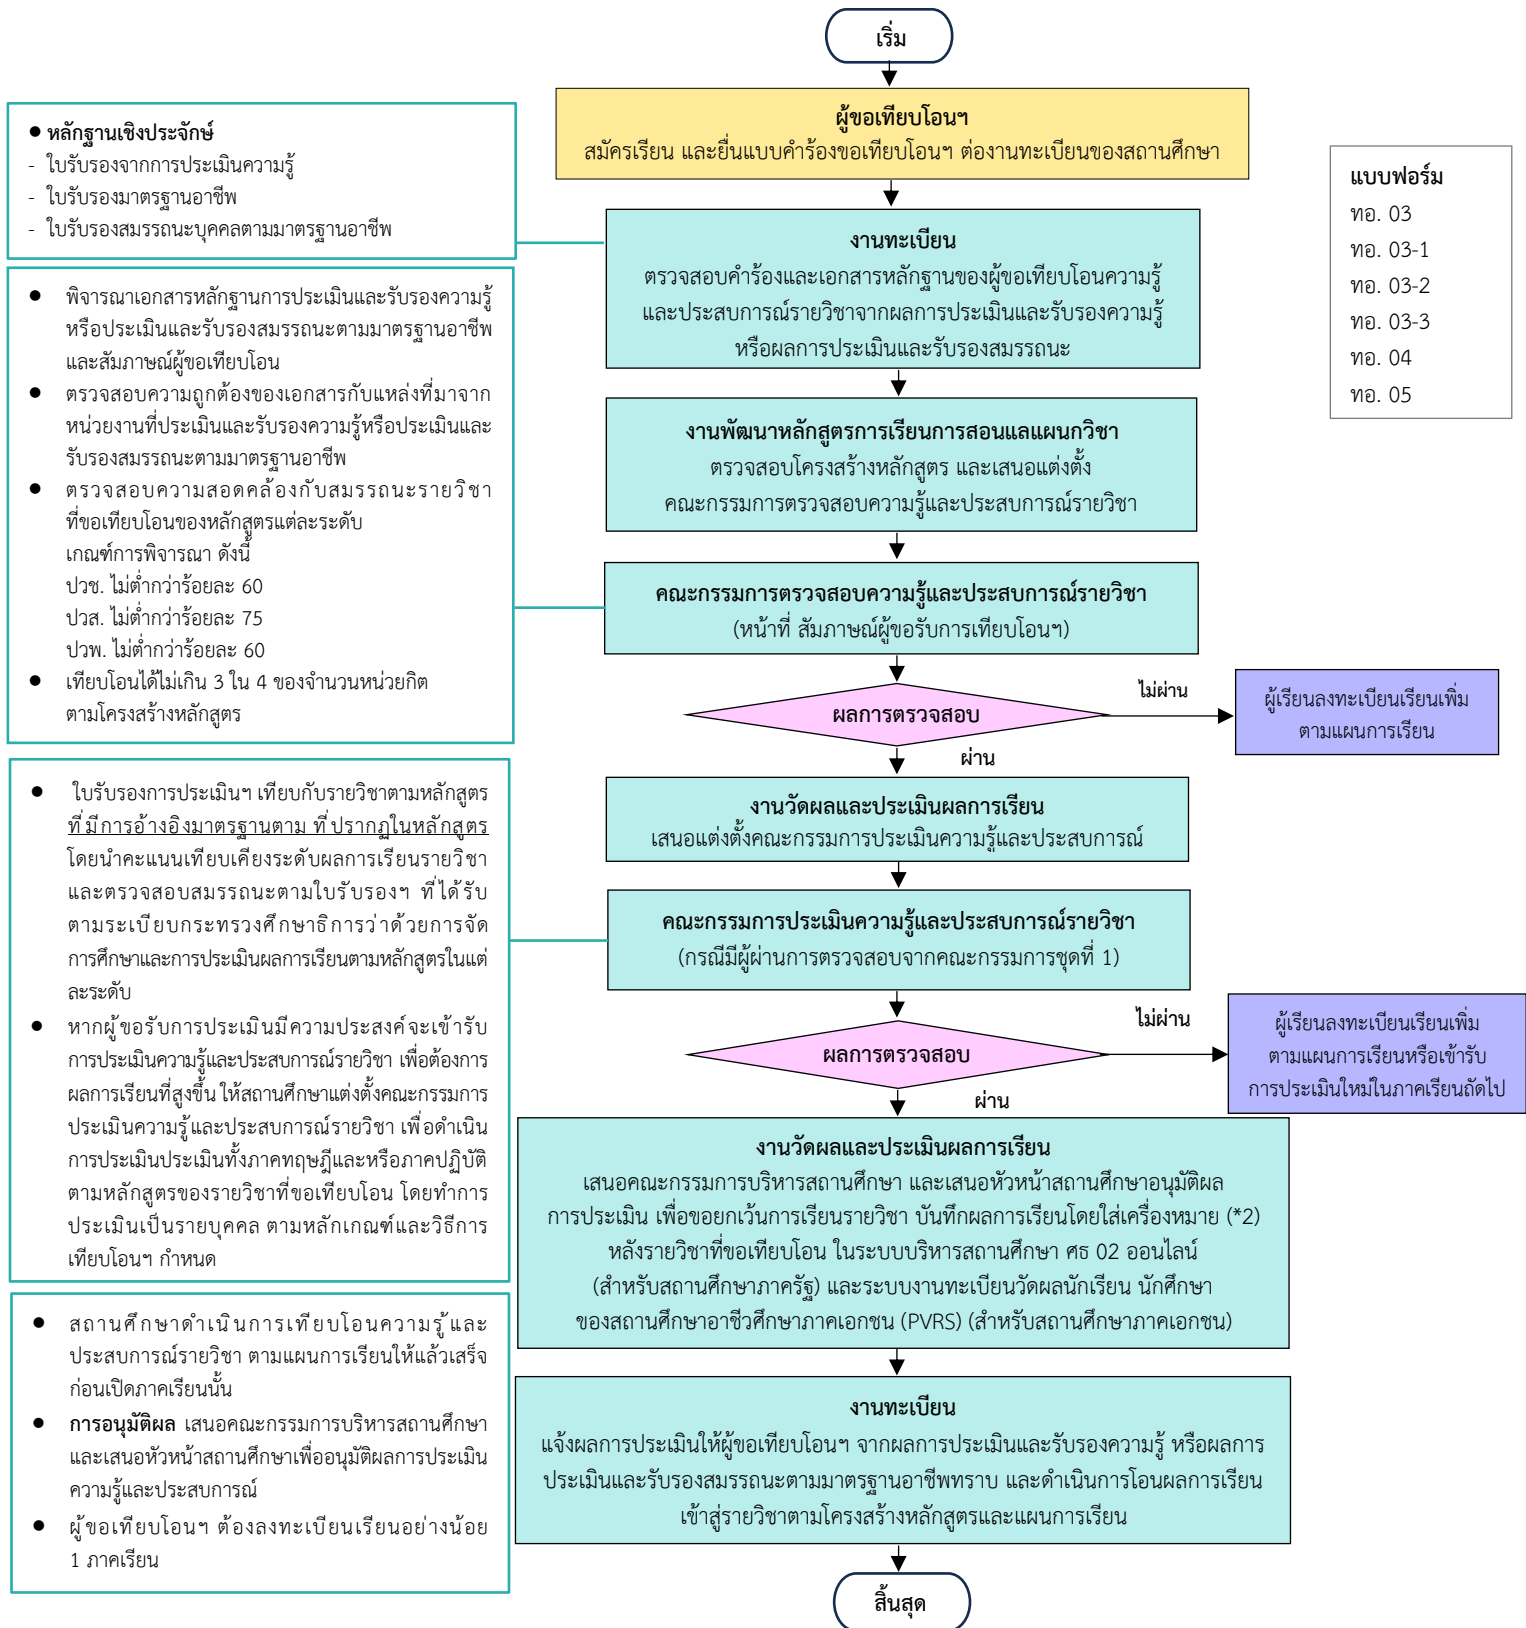 เริ่ม
ผู้ขอเทียบโอนฯ
สมัครเรียน และยื่นแบบคำร้องขอเทียบโอนฯ ต่องานทะเบียนของสถานศึกษา
● หลักฐานเชิงประจักษ์
- ใบรับรองจากการประเมินความรู้
- ใบรับรองมาตรฐานอาชีพ
- ใบรับรองสมรรถนะบุคคลตามมาตรฐานอาชีพ
แบบฟอร์ม
ทอ. 03
ทอ. 03-1
ทอ. 03-2
ทอ. 03-3
ทอ. 04
ทอ. 05
งานทะเบียน
ตรวจสอบคำร้องและเอกสารหลักฐานของผู้ขอเทียบโอนความรู้
และประสบการณ์รายวิชาจากผลการประเมินและรับรองความรู้
หรือผลการประเมินและรับรองสมรรถนะ
● พิจารณาเอกสารหลักฐานการประเมินและรับรองความรู้
หรือประเมินและรับรองสมรรถนะตามมาตรฐานอาชีพ
และสัมภาษณ์ผู้ขอเทียบโอน
● ตรวจสอบความถูกต้องของเอกสารกับแหล่งที่มาจาก
หน่วยงานที่ประเมินและรับรองความรู้หรือประเมินและ
รับรองสมรรถนะตามมาตรฐานอาชีพ
● ตรวจสอบความสอดคล้องกับสมรรถนะรายวิชา
ที่ขอเทียบโอนของหลักสูตรแต่ละระดับ
เกณฑ์การพิจารณา ดังนี้
ปวช. ไม่ต่ำกว่าร้อยละ 60
ปวส. ไม่ต่ำกว่าร้อยละ 75
ปวพ. ไม่ต่ำกว่าร้อยละ 60
● เทียบโอนได้ไม่เกิน 3 ใน 4 ของจำนวนหน่วยกิต
ตามโครงสร้างหลักสูตร
งานพัฒนาหลักสูตรการเรียนการสอนแลแผนกวิชา
ตรวจสอบโครงสร้างหลักสูตร และเสนอแต่งตั้ง
คณะกรรมการตรวจสอบความรู้และประสบการณ์รายวิชา
คณะกรรมการตรวจสอบความรู้และประสบการณ์รายวิชา
(หน้าที่ สัมภาษณ์ผู้ขอรับการเทียบโอนฯ)
ผลการตรวจสอบ
ไม่ผ่าน
ผู้เรียนลงทะเบียนเรียนเพิ่ม
ตามแผนการเรียน
ผ่าน
งานวัดผลและประเมินผลการเรียน
เสนอแต่งตั้งคณะกรรมการประเมินความรู้และประสบการณ์
● ใบรับรองการประเมินฯ เทียบกับรายวิชาตามหลักสูตร
ที่มีการอ้างอิงมาตรฐานตาม ที่ปรากฏในหลักสูตร
โดยนำคะแนนเทียบเคียงระดับผลการเรียนรายวิชา
และตรวจสอบสมรรถนะตามใบรับรองฯ ที่ได้รับ
ตามระเบียบกระทรวงศึกษาธิการว่าด้วยการจัด
การศึกษาและการประเมินผลการเรียนตามหลักสูตรในแต่
ละระดับ
● หากผู้ขอรับการประเมินมีความประสงค์จะเข้ารับ
การประเมินความรู้และประสบการณ์รายวิชา เพื่อต้องการ
ผลการเรียนที่สูงขึ้น ให้สถานศึกษาแต่งตั้งคณะกรรมการ
ประเมินความรู้และประสบการณ์รายวิชา เพื่อดำเนิน
การประเมินประเมินทั้งภาคทฤษฎีและหรือภาคปฏิบัติ
ตามหลักสูตรของรายวิชาที่ขอเทียบโอน โดยทำการ
ประเมินเป็นรายบุคคล ตามหลักเกณฑ์และวิธีการ
เทียบโอนฯ กำหนด
คณะกรรมการประเมินความรู้และประสบการณ์รายวิชา
(กรณีมีผู้ผ่านการตรวจสอบจากคณะกรรมการชุดที่ 1)
ผลการตรวจสอบ
ไม่ผ่าน
ผู้เรียนลงทะเบียนเรียนเพิ่ม
ตามแผนการเรียนหรือเข้ารับ
การประเมินใหม่ในภาคเรียนถัดไป
ผ่าน
งานวัดผลและประเมินผลการเรียน
เสนอคณะกรรมการบริหารสถานศึกษา และเสนอหัวหน้าสถานศึกษาอนุมัติผล
การประเมิน เพื่อขอยกเว้นการเรียนรายวิชา บันทึกผลการเรียนโดยใส่เครื่องหมาย (*2)
หลังรายวิชาที่ขอเทียบโอน ในระบบบริหารสถานศึกษา ศธ 02 ออนไลน์
(สำหรับสถานศึกษาภาครัฐ) และระบบงานทะเบียนวัดผลนักเรียน นักศึกษา
ของสถานศึกษาอาชีวศึกษาภาคเอกชน (PVRS) (สำหรับสถานศึกษาภาคเอกชน)
● สถานศึกษาดำเนินการเทียบโอนความรู้และ
ประสบการณ์รายวิชา ตามแผนการเรียนให้แล้วเสร็จ
ก่อนเปิดภาคเรียนนั้น
● การอนุมัติผล เสนอคณะกรรมการบริหารสถานศึกษา
และเสนอหัวหน้าสถานศึกษาเพื่ออนุมัติผลการประเมิน
ความรู้และประสบการณ์
● ผู้ขอเทียบโอนฯ ต้องลงทะเบียนเรียนอย่างน้อย
1 ภาคเรียน
งานทะเบียน
แจ้งผลการประเมินให้ผู้ขอเทียบโอนฯ จากผลการประเมินและรับรองความรู้ หรือผลการ
ประเมินและรับรองสมรรถนะตามมาตรฐานอาชีพทราบ และดำเนินการโอนผลการเรียน
เข้าสู่รายวิชาตามโครงสร้างหลักสูตรและแผนการเรียน
สิ้นสุด